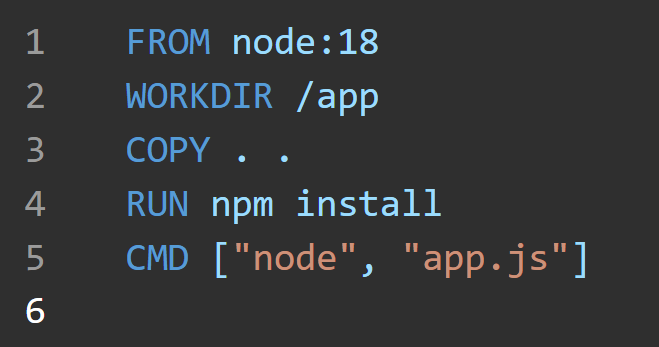 1 FROM node:18
2 WORKDIR /app
3 COPY . .
4 RUN npm install
5 CMD ["node", "app.js"]
6